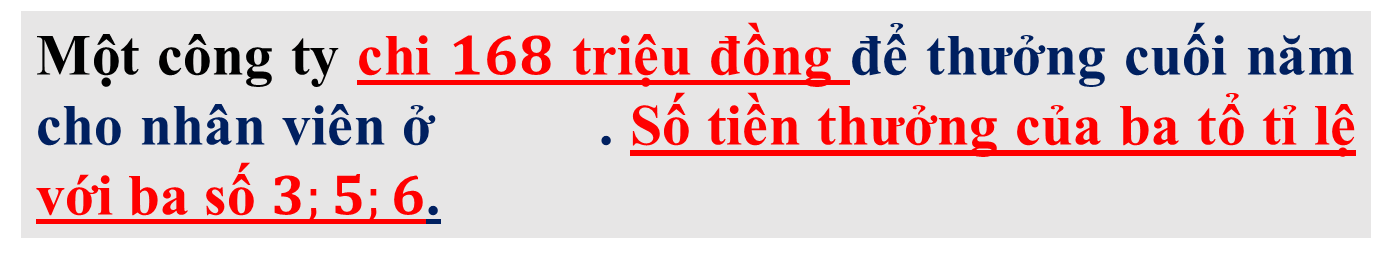 Một công ty chi 168 triệu đồng để thưởng cuối năm
cho nhân viên ở . Số tiền thưởng của ba tổ tỉ lệ
với ba số 3; 5; 6.